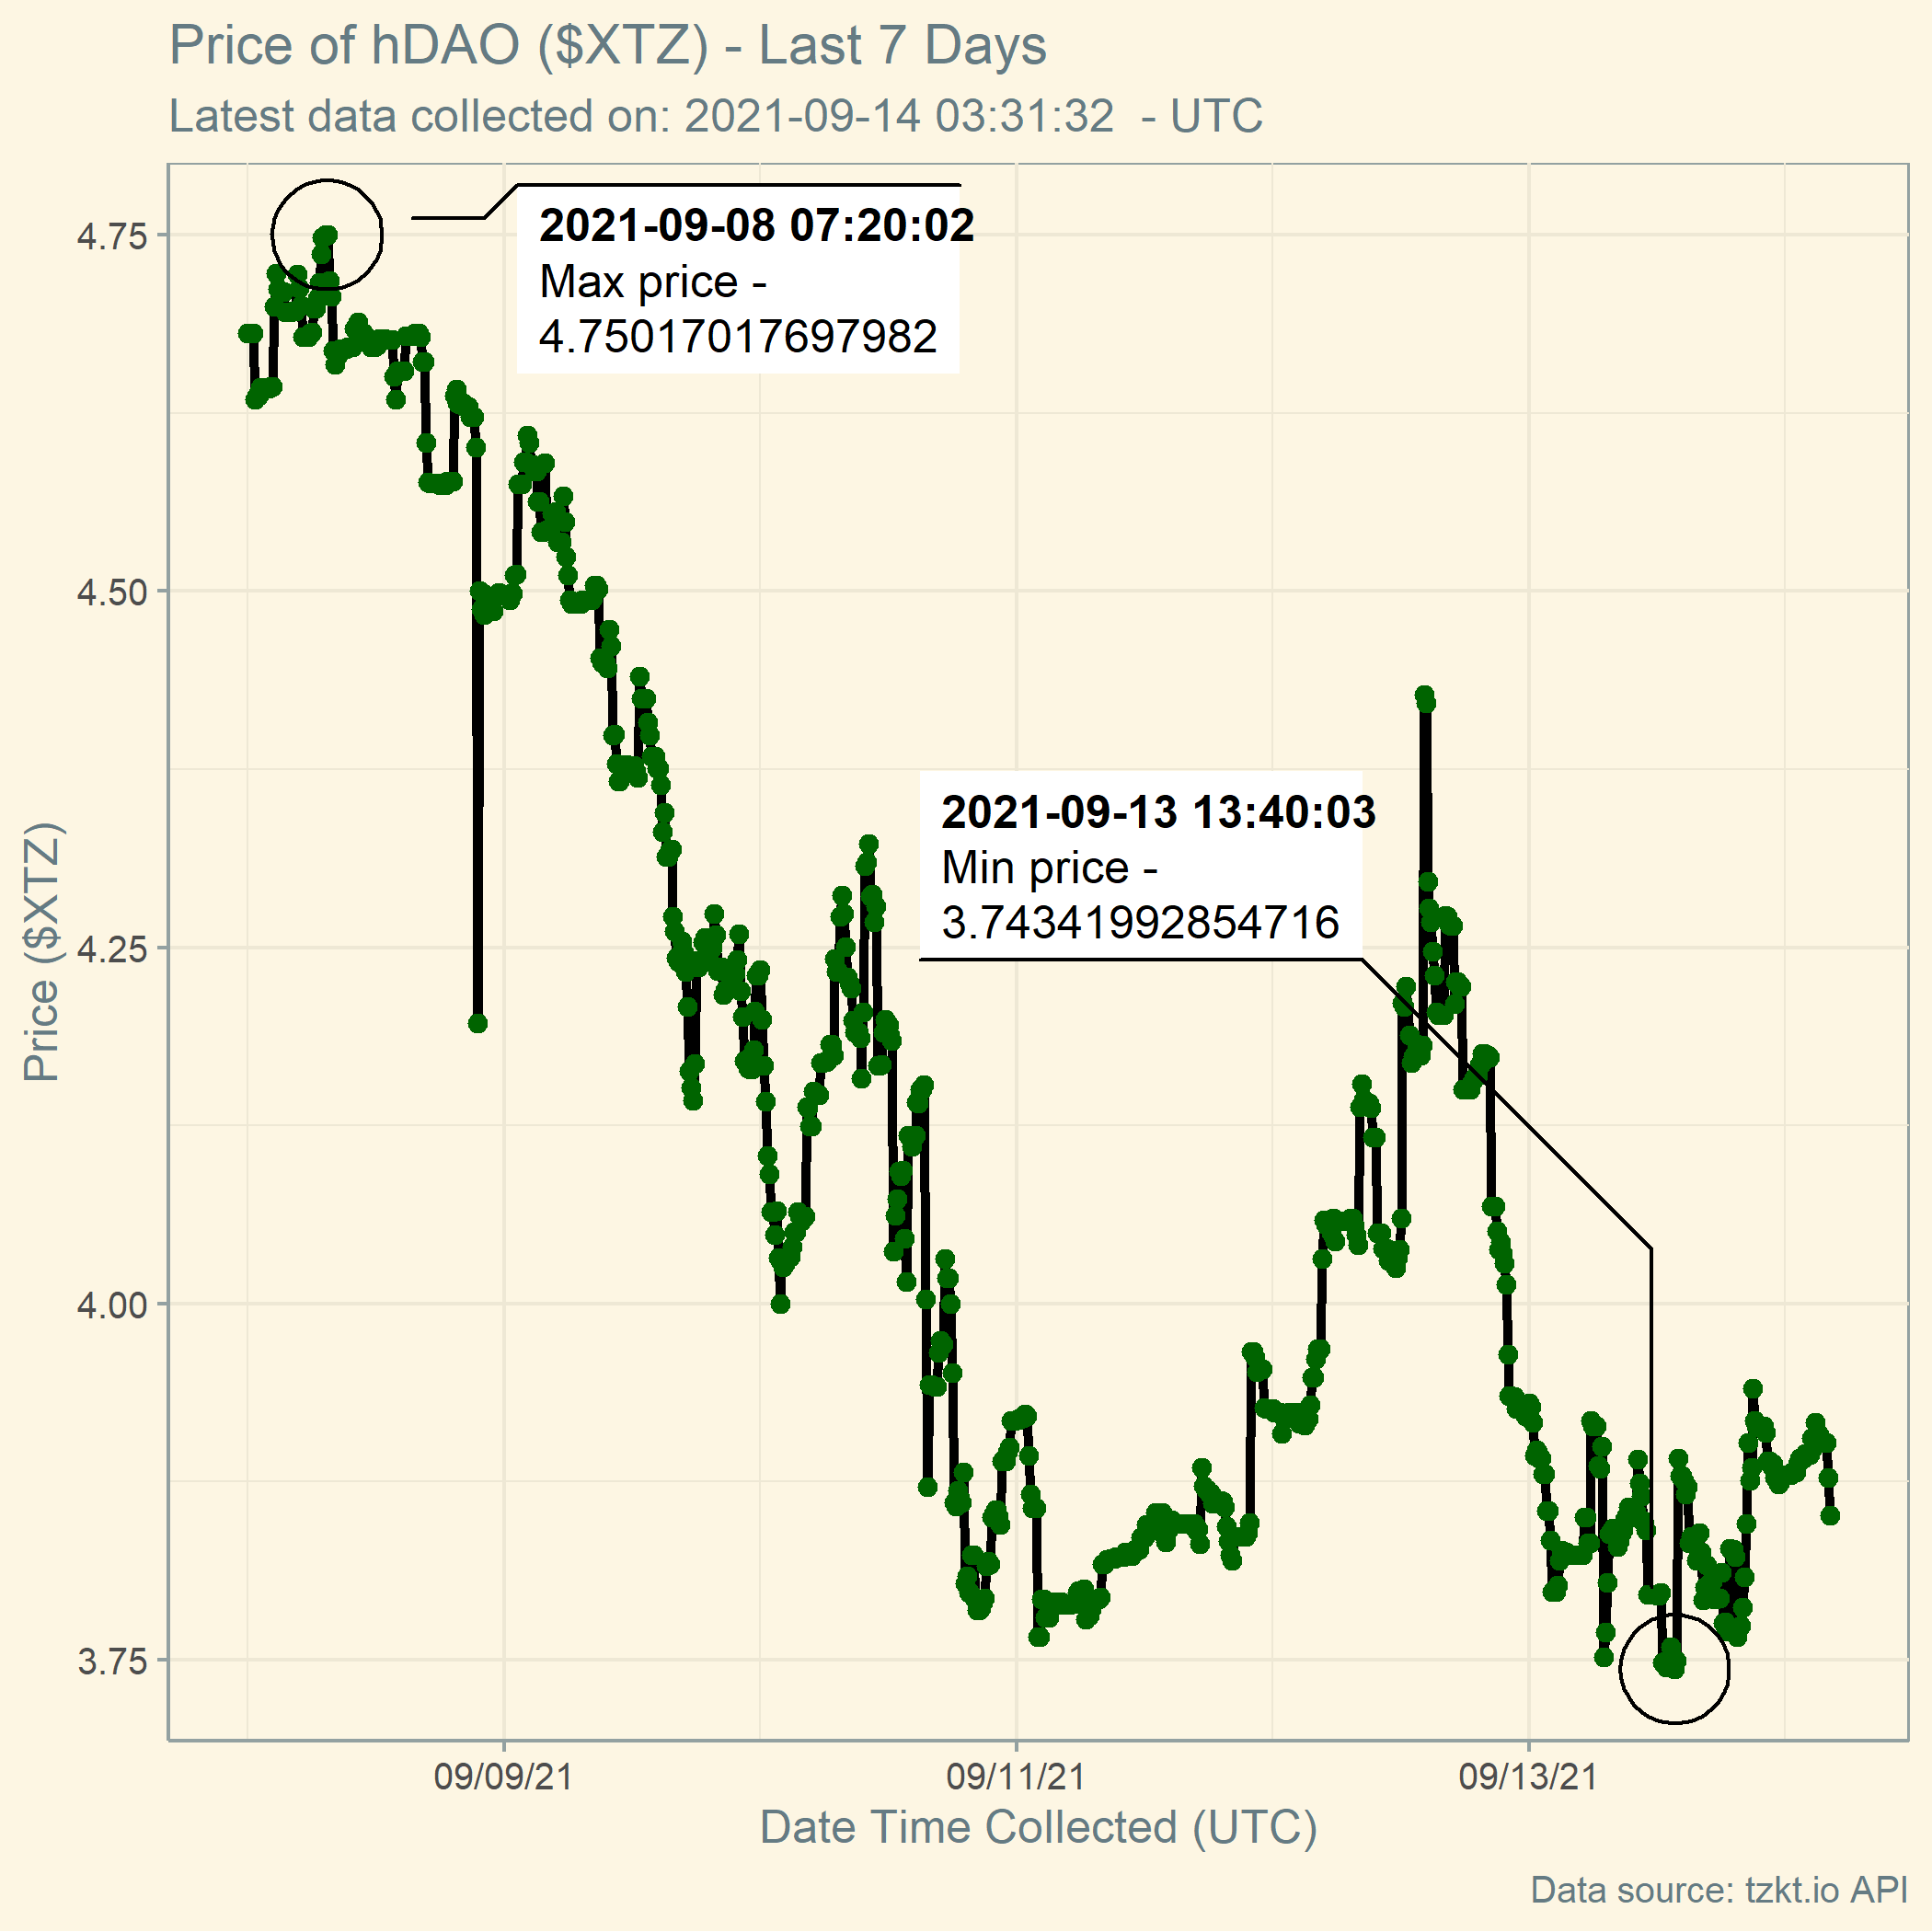 Price of hDAO ($XTZ) - Last 7 Days
Latest data collected on: 2021-09-14 03:31:32  - UTC
2021-09-08 07:20:02
Max price -
4.75017017697982
2021-09-13 13:40:03
Min price -
3.74341992854716
Price ($XTZ)
4.75
4.50
4.25
4.00
3.75
09/09/21
09/11/21
09/13/21
Date Time Collected (UTC)
Data source: tzkt.io API